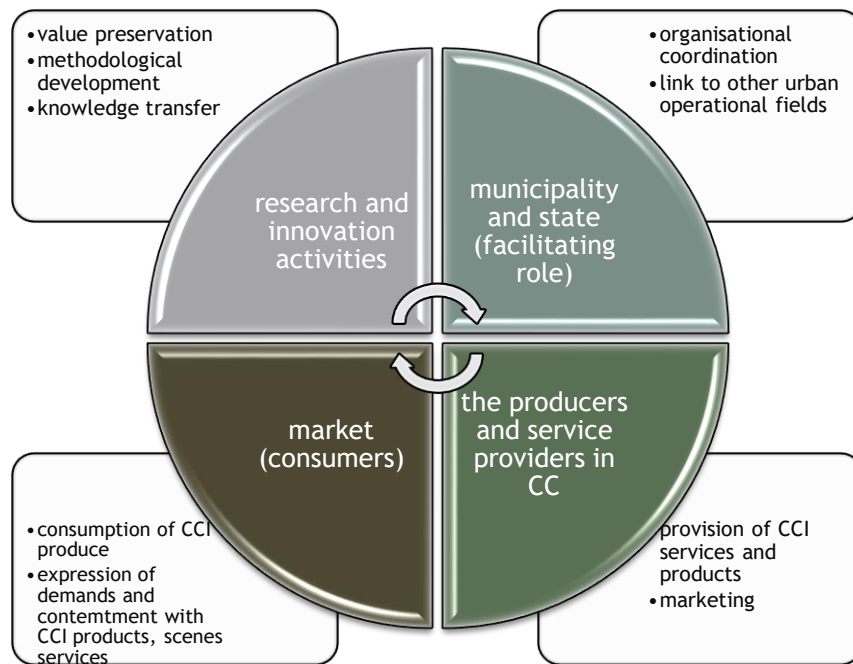 •value preservation
•methodological
development
•knowledge transfer
•organisational
coordination
•link to other urban
operational fields
research and
innovation
activities
municipality
and state
(facilitating
role)
market
(consumers)
the producers
and service
providers in
CC
•consumption of CCI
produce
•expression of
demands and
contemtment with
CCI products, scenes
services
provision of CCI
services and
products
•marketing